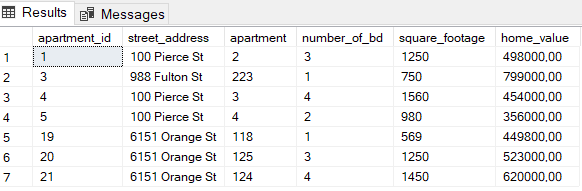 Results Messages
apartment_id street_address apartment number_of_bd square_footage home_value
1 1 100 Pierce St 2 3 1250 498000,00
2 3 988 Fulton St 223 1 750 799000,00
3 4 100 Pierce St 3 4 1560 454000,00
4 5 100 Pierce St 4 2 980 356000,00
5 19 6151 Orange St 118 1 569 449800,00
6 20 6151 Orange St 125 3 1250 523000,00
7 21 6151 Orange St 124 4 1450 620000,00